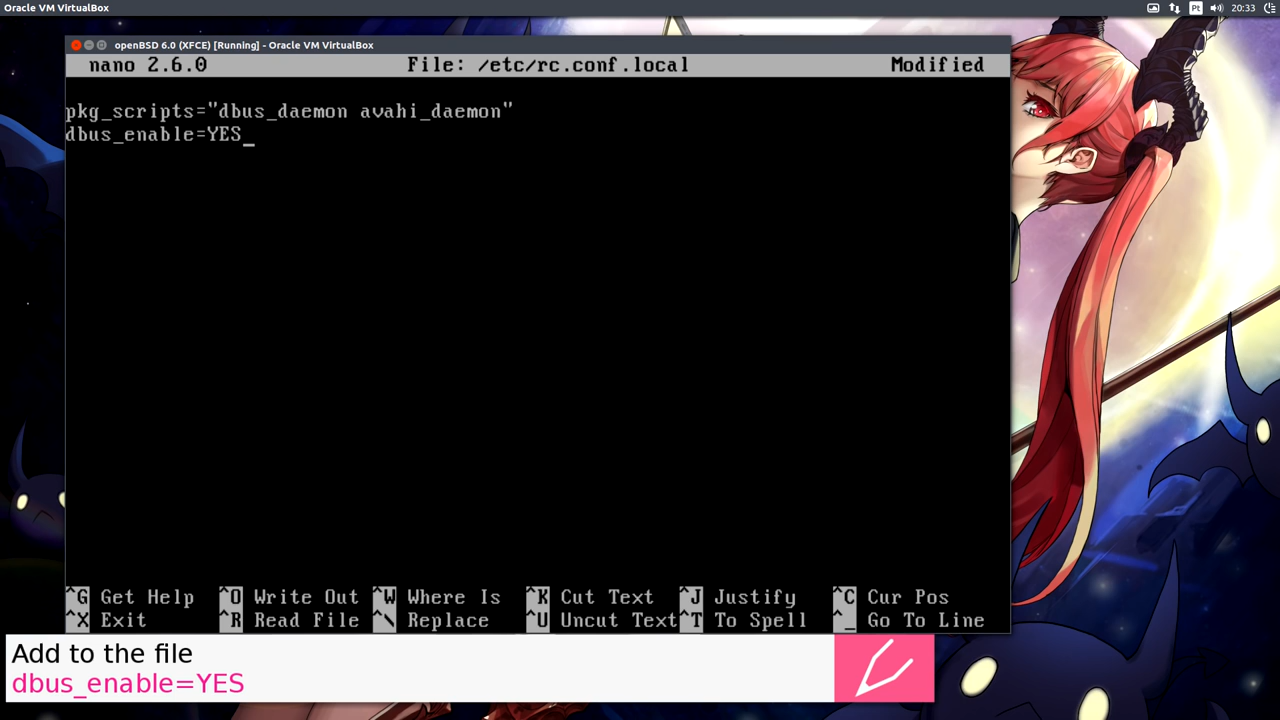 Oracle VM VirtualBox
Pt
20:33
openBSD 6.0 (XFCE) [Running] - Oracle VM VirtualBox
nano 2.6.0 File: /etc/rc.conf.local Modified
pkg_scripts="dbus_daemon avahi_daemon"
dbus_enable=YES_
^G Get Help ^O Write Out ^W Where Is ^K Cut Text ^J Justify ^C Cur Pos
^X Exit ^R Read File ^\ Replace ^U Uncut Text ^T To Spell ^_ Go To Line
Add to the file
dbus_enable=YES